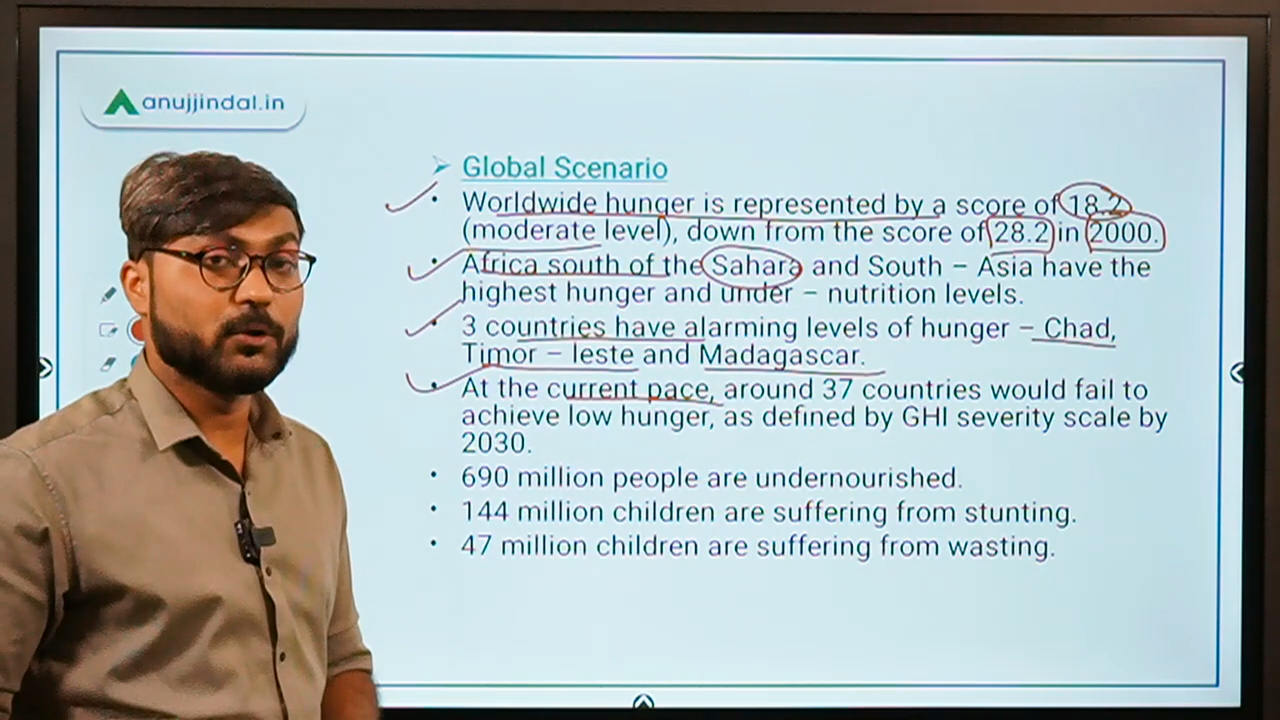 anujjindal.in
➢ Global Scenario
• Worldwide hunger is represented by a score of 18.2
(moderate level), down from the score of 28.2 in 2000.
• Africa south of the Sahara and South – Asia have the
highest hunger and under – nutrition levels.
• 3 countries have alarming levels of hunger – Chad,
Timor – leste and Madagascar.
• At the current pace, around 37 countries would fail to
achieve low hunger, as defined by GHI severity scale by
2030.
• 690 million people are undernourished.
• 144 million children are suffering from stunting.
• 47 million children are suffering from wasting.